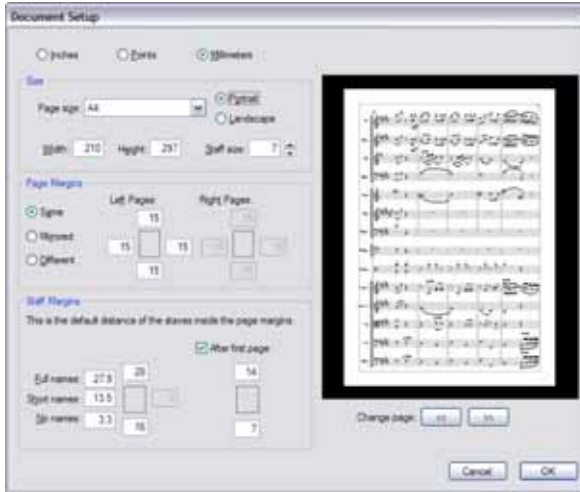 Document Setup
Inches Points Millimeters
Size
Page size: A4
Portrait
Landscape
Width: 210 Height: 297 Staff size: 7
Page Margins
Left Pages: Right Pages:
Same 15
Mirrored 15 15
Different 15
Staff Margins
This is the default distance of the staves inside the page margins
After first page
Full names: 27.8 20 14
Short names: 13.5
No names: 3.3 16 7
Change page: << >>
Cancel OK